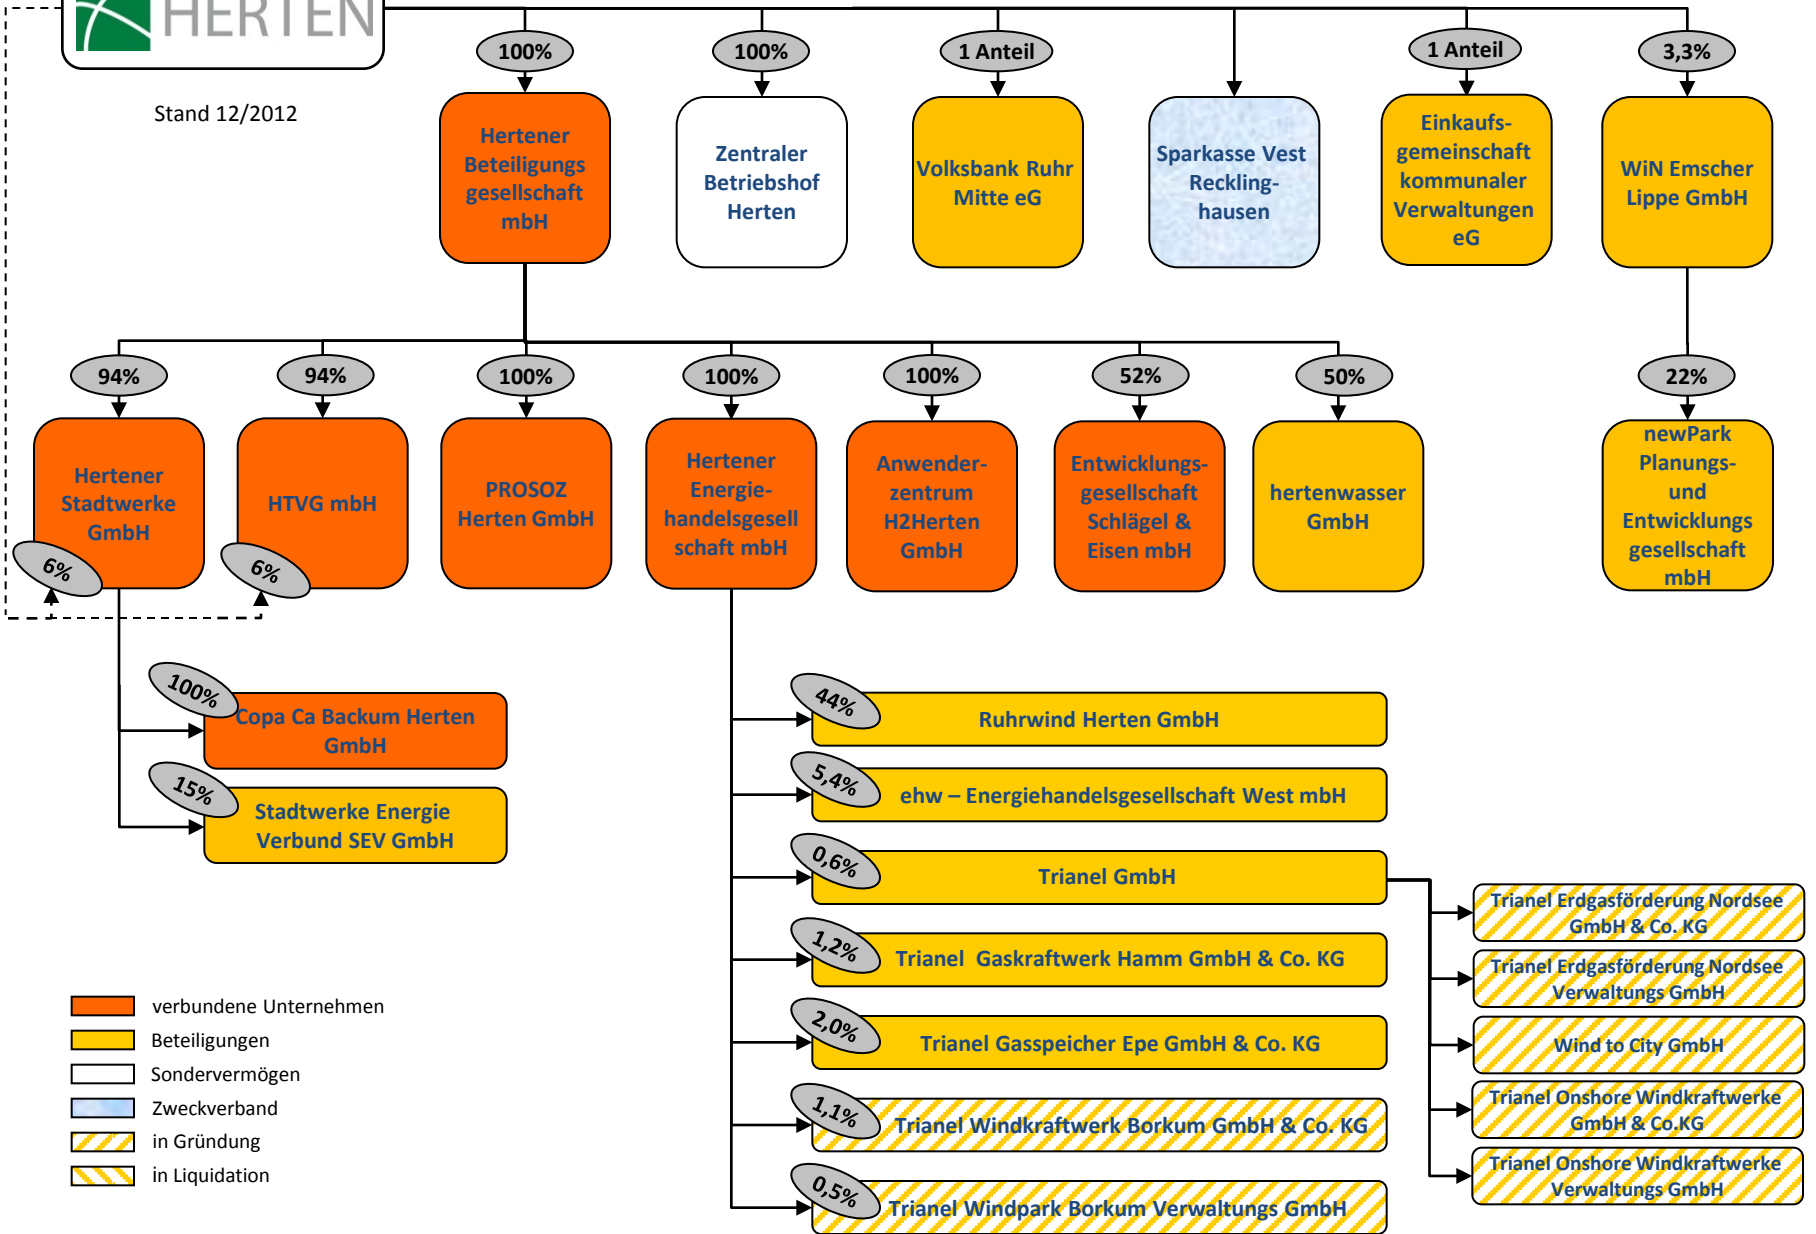 HERTEN
Stand 12/2012
100%
100%
1 Anteil
1 Anteil
3,3%
Hertener
Beteiligungs
gesellschaft
mbH
Zentraler
Betriebshof
Herten
Volksbank Ruhr
Mitte eG
Sparkasse Vest
Reckling-
hausen
Einkaufs-
gemeinschaft
kommunaler
Verwaltungen
eG
WiN Emscher
Lippe GmbH
94%
94%
100%
100%
100%
52%
50%
22%
Hertener
Stadtwerke
GmbH
6%
HTVG mbH
6%
PROSOZ
Herten GmbH
Hertener
Energie-
handelsgesell
schaft mbH
Anwender-
zentrum
H2Herten
GmbH
Entwicklungs-
gesellschaft
Schlägel &
Eisen mbH
hertenwasser
GmbH
newPark
Planungs-
und
Entwicklungs
gesellschaft
mbH
100%
Copa Ca Backum Herten
GmbH
15%
Stadtwerke Energie
Verbund SEV GmbH
44%
Ruhrwind Herten GmbH
5,4%
ehw – Energiehandelsgesellschaft West mbH
0,6%
Trianel GmbH
1,2%
Trianel  Gaskraftwerk Hamm GmbH & Co. KG
2,0%
Trianel Gasspeicher Epe GmbH & Co. KG
1,1%
Trianel Windkraftwerk Borkum GmbH & Co. KG
0,5%
Trianel Windpark Borkum Verwaltungs GmbH
Trianel Erdgasförderung Nordsee
GmbH & Co. KG
Trianel Erdgasförderung Nordsee
Verwaltungs GmbH
Wind to City GmbH
Trianel Onshore Windkraftwerke
GmbH & Co.KG
Trianel Onshore Windkraftwerke
Verwaltungs GmbH
verbundene Unternehmen
Beteiligungen
Sondervermögen
Zweckverband
in Gründung
in Liquidation